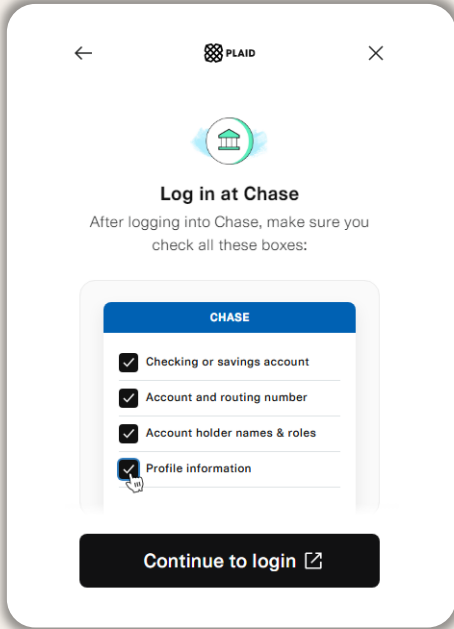 PLAID
Log in at Chase
After logging into Chase, make sure you
check all these boxes:
CHASE
Checking or savings account
Account and routing number
Account holder names & roles
Profile information
Continue to login